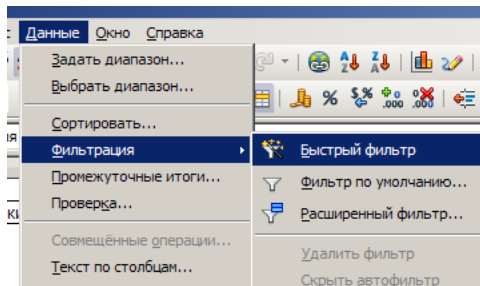 Данные Окно Справка
Задать диапазон...
Выбрать диапазон...
Сортировать...
Фильтрация
Быстрый фильтр
Промежуточные итоги...
Фильтр по умолчанию...
Проверка...
Расширенный фильтр...
Совмещённые операции...
Удалить фильтр
Текст по столбцам...
Скрыть автофильтр